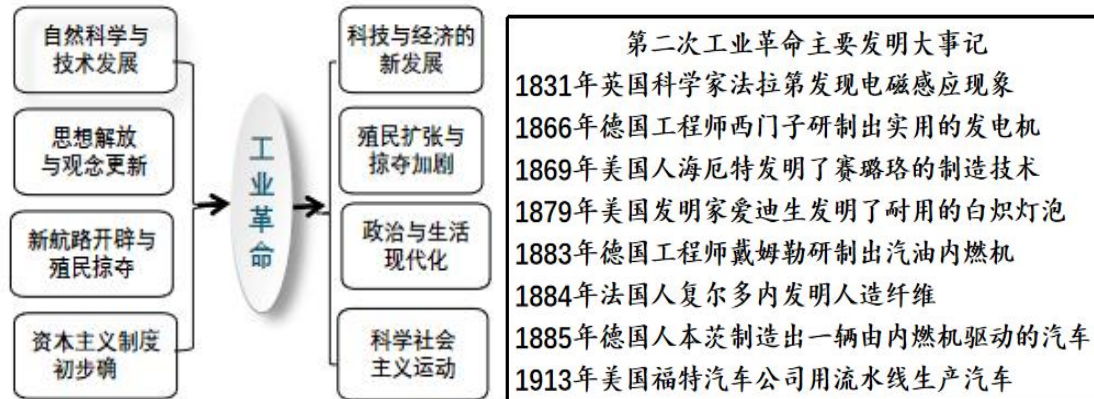 自然科学与
技术发展
思想解放
与观念更新
新航路开辟与
殖民掠夺
资本主义制度
初步确
工业革命
科技与经济的
新发展
殖民扩张与
掠夺加剧
政治与生活
现代化
科学社会
主义运动
第二次工业革命主要发明大事记
1831年英国科学家法拉第发现电磁感应现象
1866年德国工程师西门子研制出实用的发电机
1869年美国人海厄特发明了赛璐珞的制造技术
1879年美国发明家爱迪生发明了耐用的白炽灯泡
1883年德国工程师戴姆勒研制出汽油内燃机
1884年法国人复尔多内发明人造纤维
1885年德国人本茨制造出一辆由内燃机驱动的汽车
1913年美国福特汽车公司用流水线生产汽车